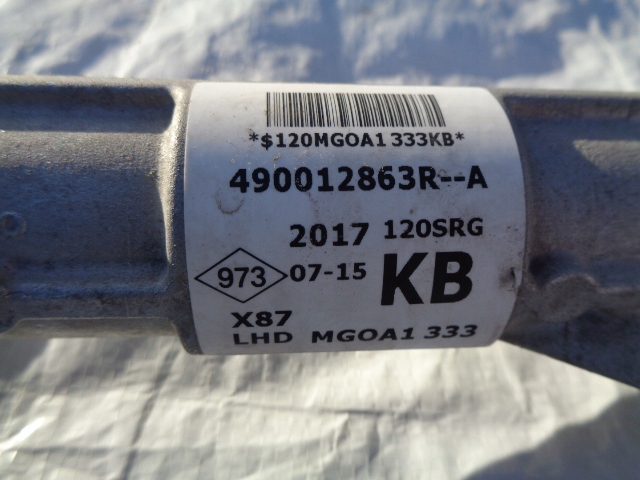 *$120MGOA1 333KB*
490012863R--A
2017 120SRG
973 07-15 KB
X87
LHD MGOA1 333